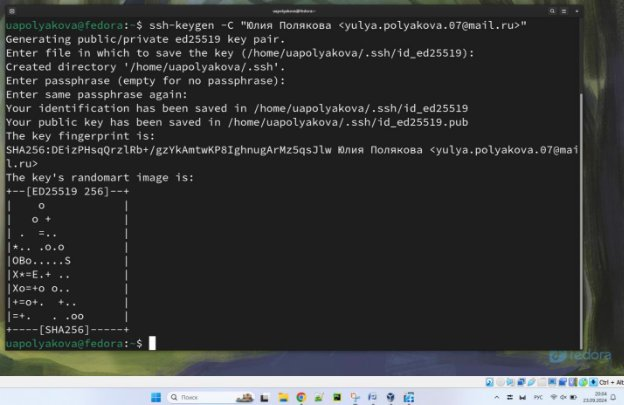 uapolyakova@fedora:~
uapolyakova@fedora:~$ ssh-keygen -C "Юлия Полякова <yulya.polyakova.07@mail.ru>"
Generating public/private ed25519 key pair.
Enter file in which to save the key (/home/uapolyakova/.ssh/id_ed25519):
Created directory '/home/uapolyakova/.ssh'.
Enter passphrase (empty for no passphrase):
Enter same passphrase again:
Your identification has been saved in /home/uapolyakova/.ssh/id_ed25519
Your public key has been saved in /home/uapolyakova/.ssh/id_ed25519.pub
The key fingerprint is:
SHA256:DEizPHsqQrzlRb+/gzYkAmtwKP8IghnugArMz5qsJlw Юлия Полякова <yulya.polyakova.07@mai
l.ru>
The key's randomart image is:
+--[ED25519 256]--+
|     o           |
|    o +          |
| .  =..          |
|*.. .o.o         |
|OBo.....S        |
|X*=E.+ ..        |
|Xo=+o o..        |
|+=o+.  +..       |
|=+.   . .oo      |
+----[SHA256]-----+
uapolyakova@fedora:~$
fedora
Ctrl + Alt
Поиск
РУС
20:04
23.09.2024